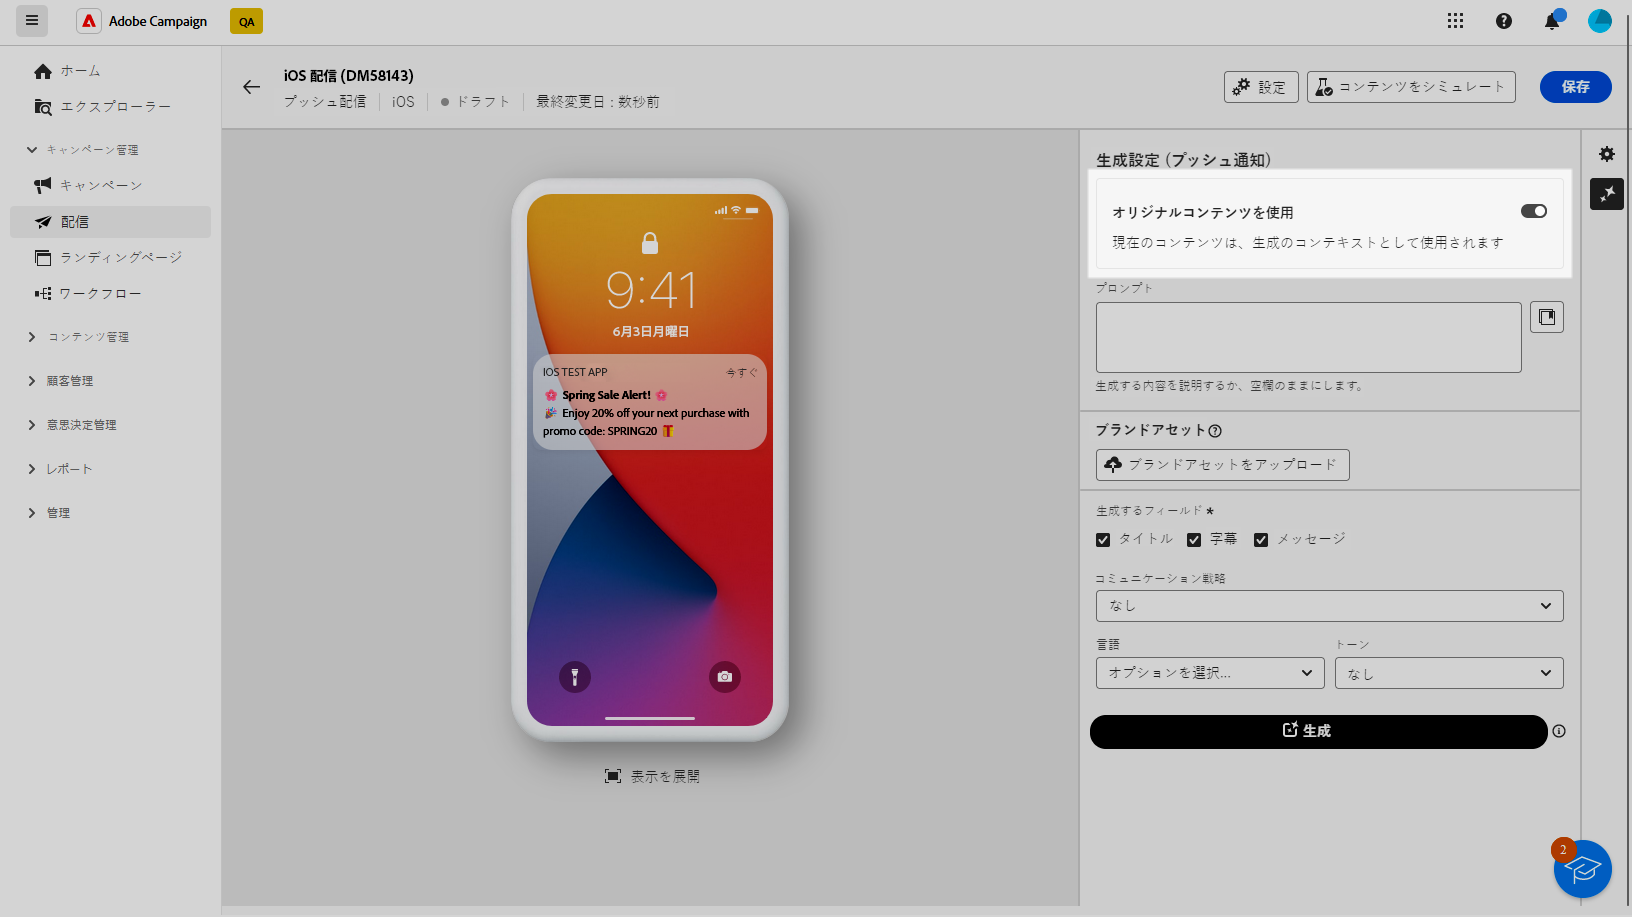 Adobe Campaign
QA
ホーム
エクスプローラー
キャンペーン管理
キャンペーン
配信
ランディングページ
ワークフロー
コンテンツ管理
顧客管理
意思決定管理
レポート
管理
iOS 配信 (DM58143)
プッシュ配信
iOS
ドラフト
最終変更日 : 数秒前
設定
コンテンツをシミュレート
保存
9:41
6月3日月曜日
IOS TEST APP
今すぐ
🌸 Spring Sale Alert! 🌸
🎉 Enjoy 20% off your next purchase with
promo code: SPRING20 🎁
表示を展開
生成設定 (プッシュ通知)
オリジナルコンテンツを使用
現在のコンテンツは、生成のコンテキストとして使用されます
プロンプト
生成する内容を説明するか、空欄のままにします。
ブランドアセット
ブランドアセットをアップロード
生成するフィールド *
タイトル
字幕
メッセージ
コミュニケーション戦略
なし
言語
トーン
オプションを選択...
なし
生成
2